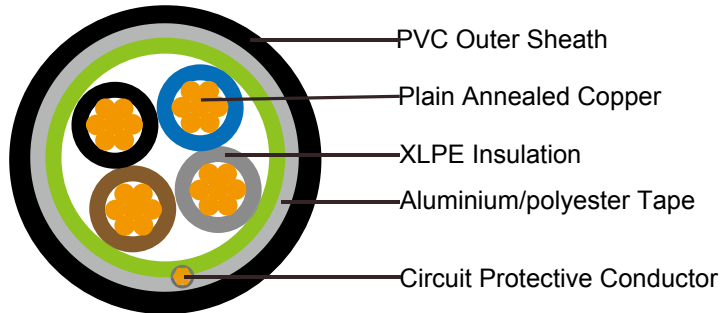 PVC Outer Sheath
Plain Annealed Copper
XLPE Insulation
Aluminium/polyester Tape
Circuit Protective Conductor